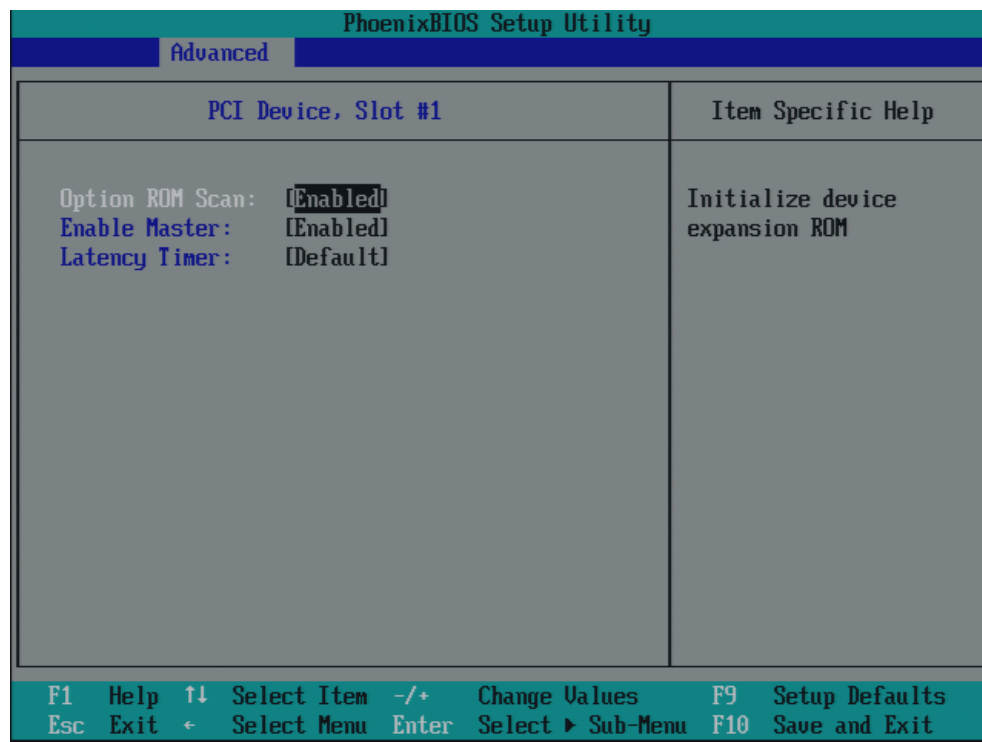 PhoenixBIOS Setup Utility
Advanced
PCI Device, Slot #1
Item Specific Help
Option ROM Scan: [Enabled]
Enable Master: [Enabled]
Latency Timer: [Default]
Initialize device
expansion ROM
F1 Help ↑↓ Select Item -/+ Change Values F9 Setup Defaults
Esc Exit ← Select Menu Enter Select ▶ Sub-Menu F10 Save and Exit